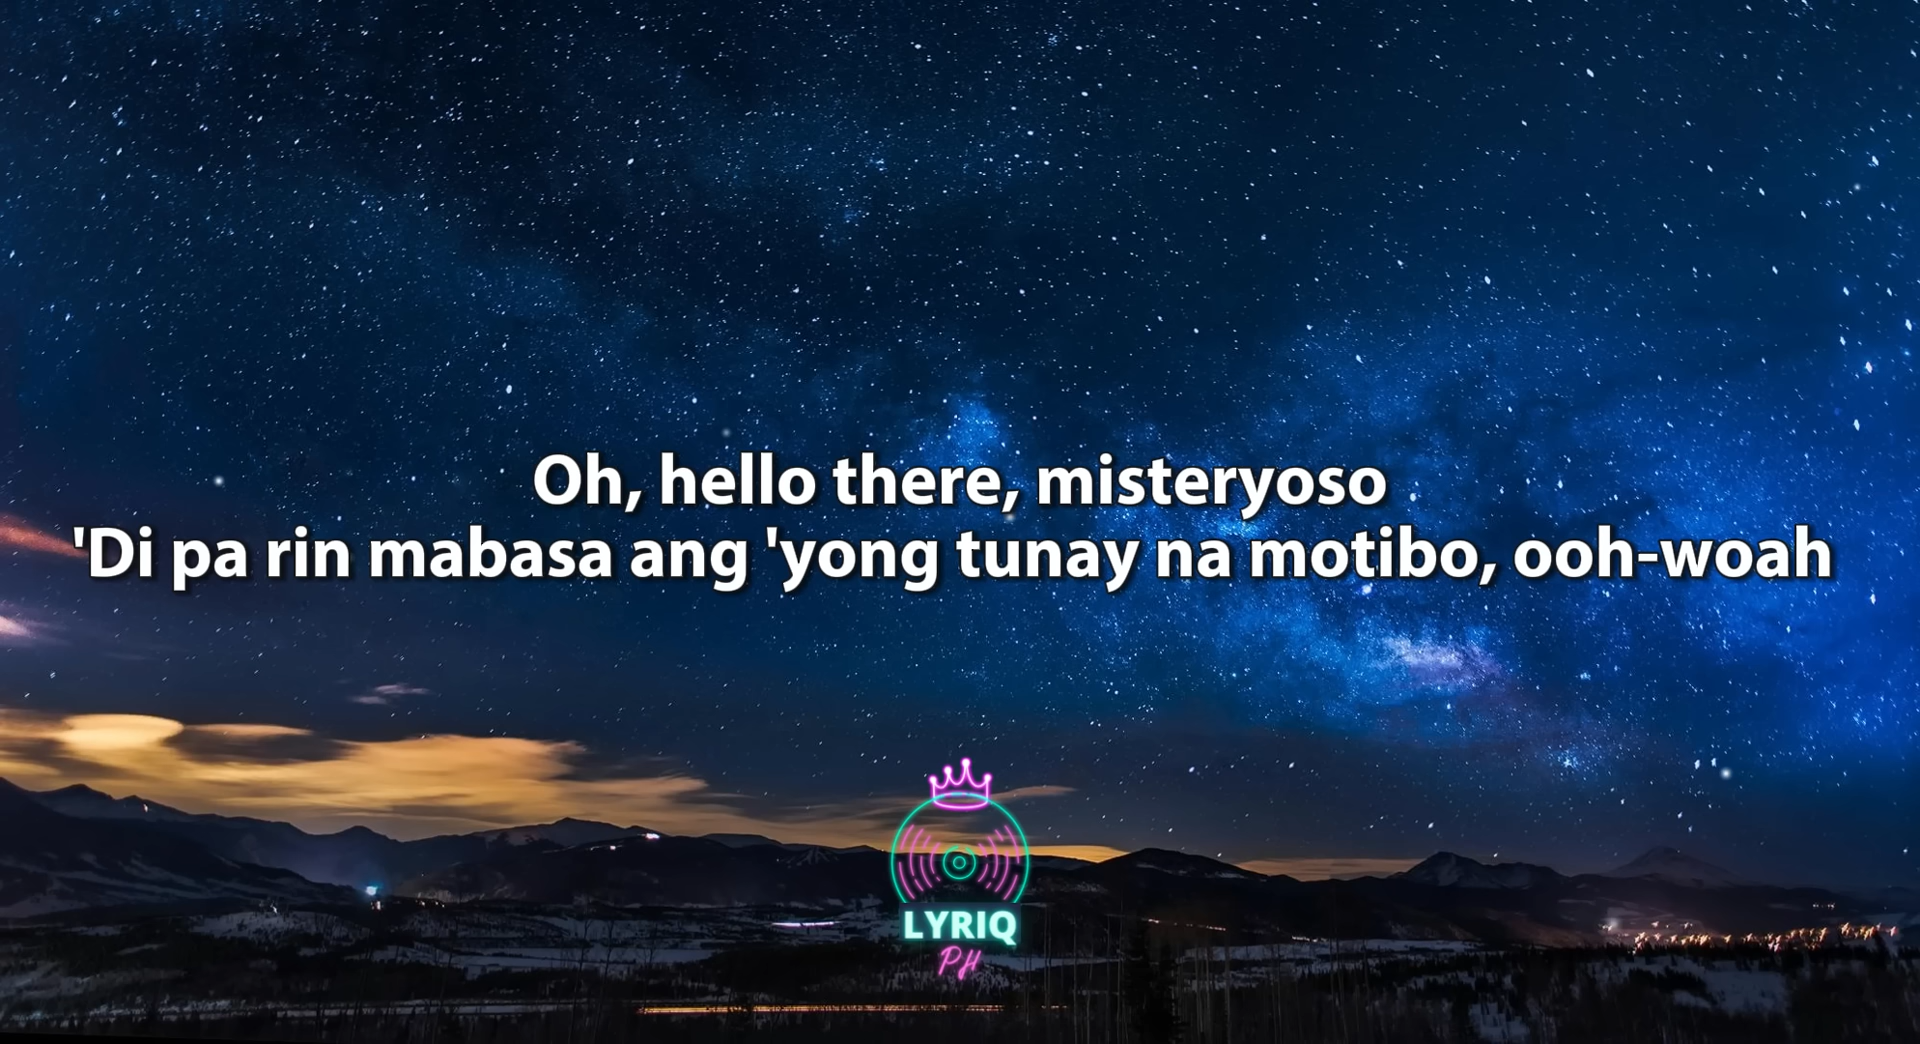 Oh, hello there, misteryoso
'Di pa rin mabasa ang 'yong tunay na motibo, ooh-woah
LYRIQ
PH